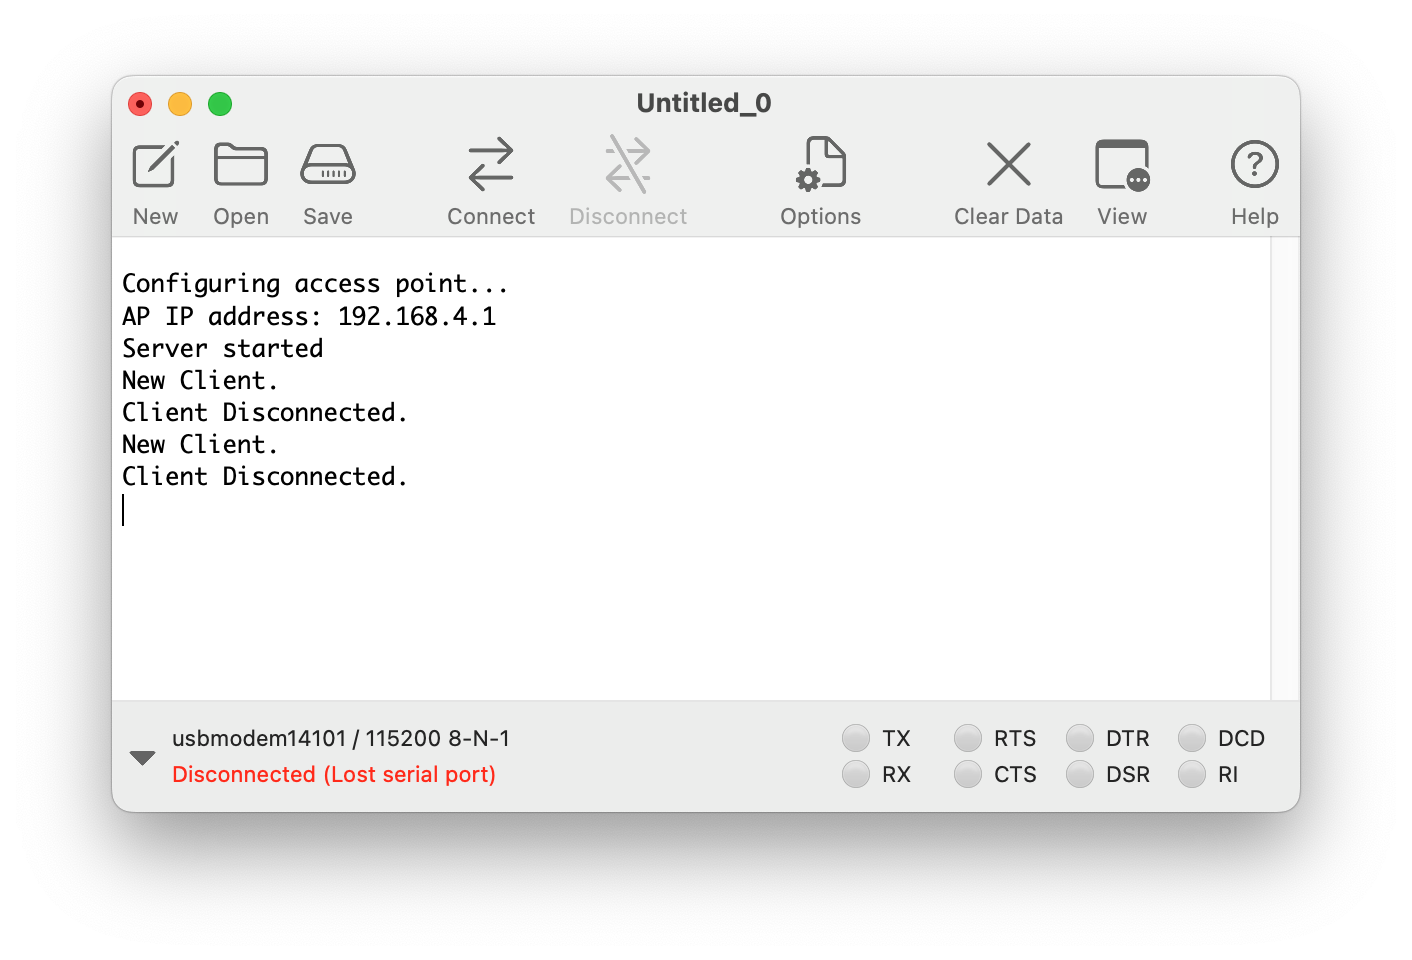 Untitled_0
New Open Save Connect Disconnect Options Clear Data View Help
Configuring access point...
AP IP address: 192.168.4.1
Server started
New Client.
Client Disconnected.
New Client.
Client Disconnected.
usbmodem14101 / 115200 8-N-1
Disconnected (Lost serial port)
TX RTS DTR DCD
RX CTS DSR RI